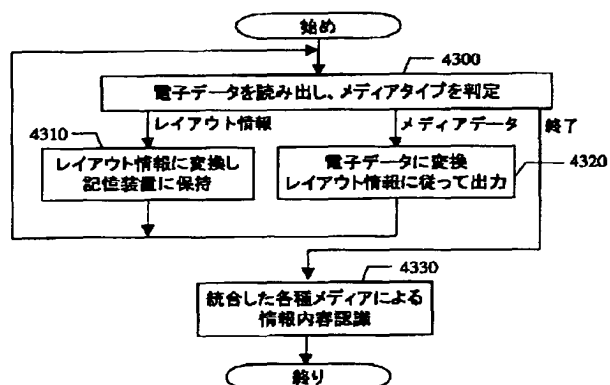 始め
4300
電子データを読み出し、メディアタイプを判定
レイアウト情報
メディアデータ
終了
4310
レイアウト情報に変換し
記憶装置に保持
電子データに変換
レイアウト情報に従って出力
4320
4330
統合した各種メディアによる
情報内容認識
終り